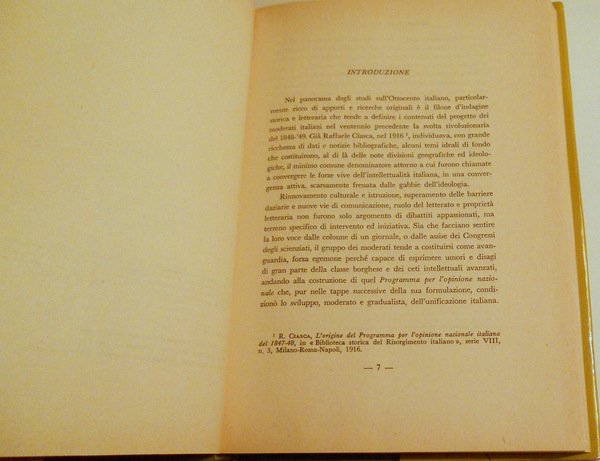 INTRODUZIONE
Nel panorama degli studi sull'Ottocento italiano, particolar-
mente ricco di apporti e ricerche originali è il filone d'indagine
storica e letteraria che tende a definire i contenuti del progetto dei
moderati italiani nel ventennio precedente la svolta rivoluzionaria
del 1848-'49. Già Raffaele Ciasca, nel 1916 ¹, individuava, con grande
ricchezza di dati e notizie bibliografiche, alcuni temi ideali di fondo
che costituirono, al di là delle note divisioni geografiche ed ideolo-
giche, il minimo comune denominatore attorno a cui furono chiamate
a convergere le forze vive dell'intellettualità italiana, in una conver-
genza attiva, scarsamente frenata dalle gabbie dell'ideologia.
Rinnovamento culturale e istruzione, superamento delle barriere
daziarie e nuove vie di comunicazione, ruolo del letterato e proprietà
letteraria non furono solo argomento di dibattiti appassionati, ma
terreno specifico di intervento ed iniziativa. Sia che facciano sentire
la loro voce dalle colonne di un giornale, o dalle assise dei Congressi
degli scienziati, il gruppo dei moderati tende a costituirsi come avan-
guardia, forza egemone perché capace di esprimere umori e disagi
di gran parte della classe borghese e dei ceti intellettuali avanzati,
andando alla costruzione di quel Programma per l'opinione nazio-
nale che, pur nelle tappe successive della sua formulazione, condi-
zionò lo sviluppo, moderato e gradualista, dell'unificazione italiana.
¹ R. CIASCA, L'origine del Programma per l'opinione nazionale italiana
del 1847-48, in « Biblioteca storica del Risorgimento italiano », serie VIII,
n. 3, Milano-Roma-Napoli, 1916.
— 7 —